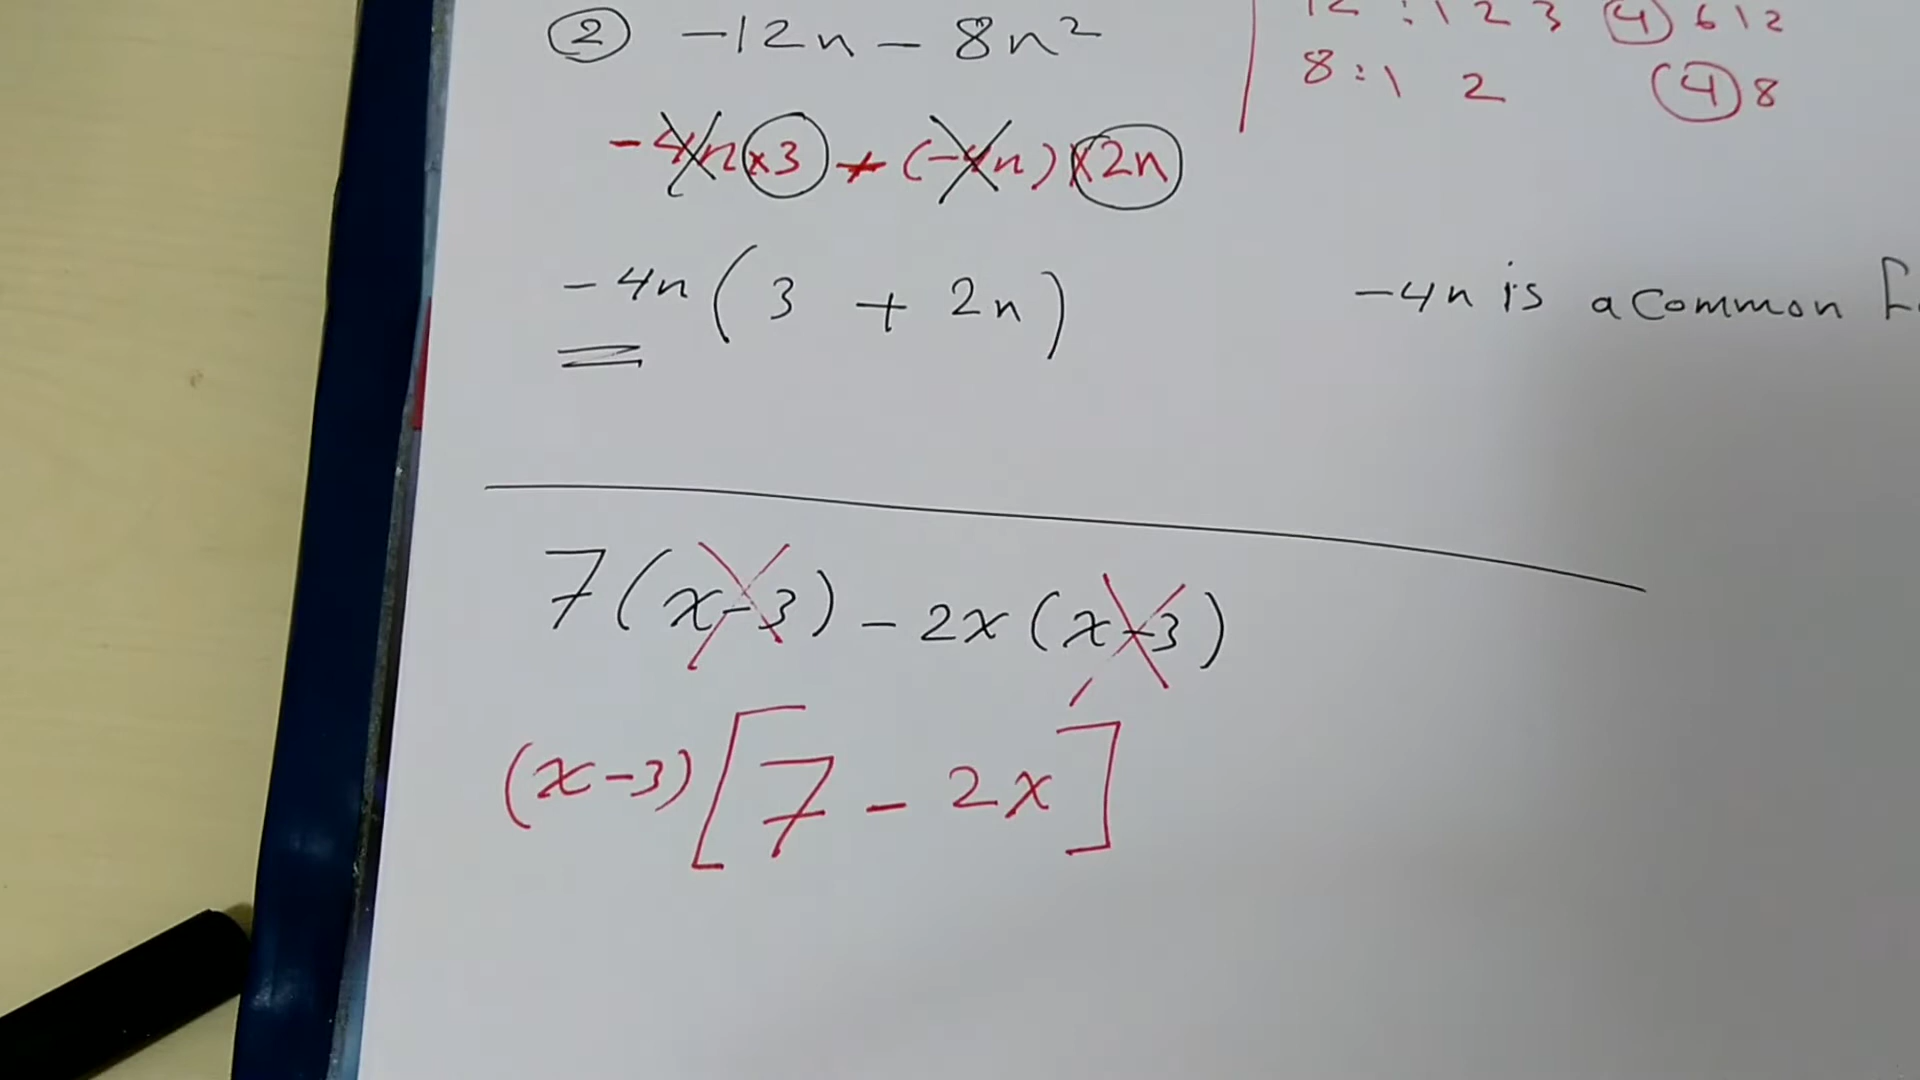 ② -12n - 8n²
12 : 1 2 3 4 6 12
8 : 1 2 4 8
-4n×3 + (-4n)×2n
-4n(3 + 2n)
-4n is a common
7(x-3) - 2x(x-3)
(x-3)[7 - 2x]